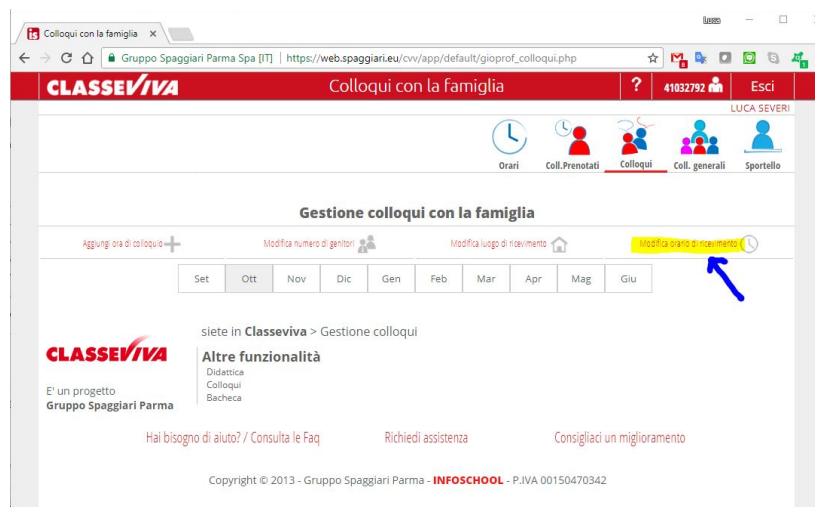 Colloqui con la famiglia
Gruppo Spaggiari Parma Spa [IT] | https://web.spaggiari.eu/cvv/app/default/gioprof_colloqui.php
CLASSEVIVA
Colloqui con la famiglia
?
41032792
Esci
LUCA SEVERI
Orari
Coll.Prenotati
Colloqui
Coll. generali
Sportello
Gestione colloqui con la famiglia
Aggiungi ora di colloquio
Modifica numero di genitori
Modifica luogo di ricevimento
Modifica orario di ricevimento
Set Ott Nov Dic Gen Feb Mar Apr Mag Giu
siete in Classeviva > Gestione colloqui
CLASSEVIVA
Altre funzionalità
Didattica
Colloqui
Bacheca
E' un progetto
Gruppo Spaggiari Parma
Hai bisogno di aiuto? / Consulta le Faq
Richiedi assistenza
Consigliaci un miglioramento
Copyright © 2013 - Gruppo Spaggiari Parma - INFOSCHOOL - P.IVA 00150470342